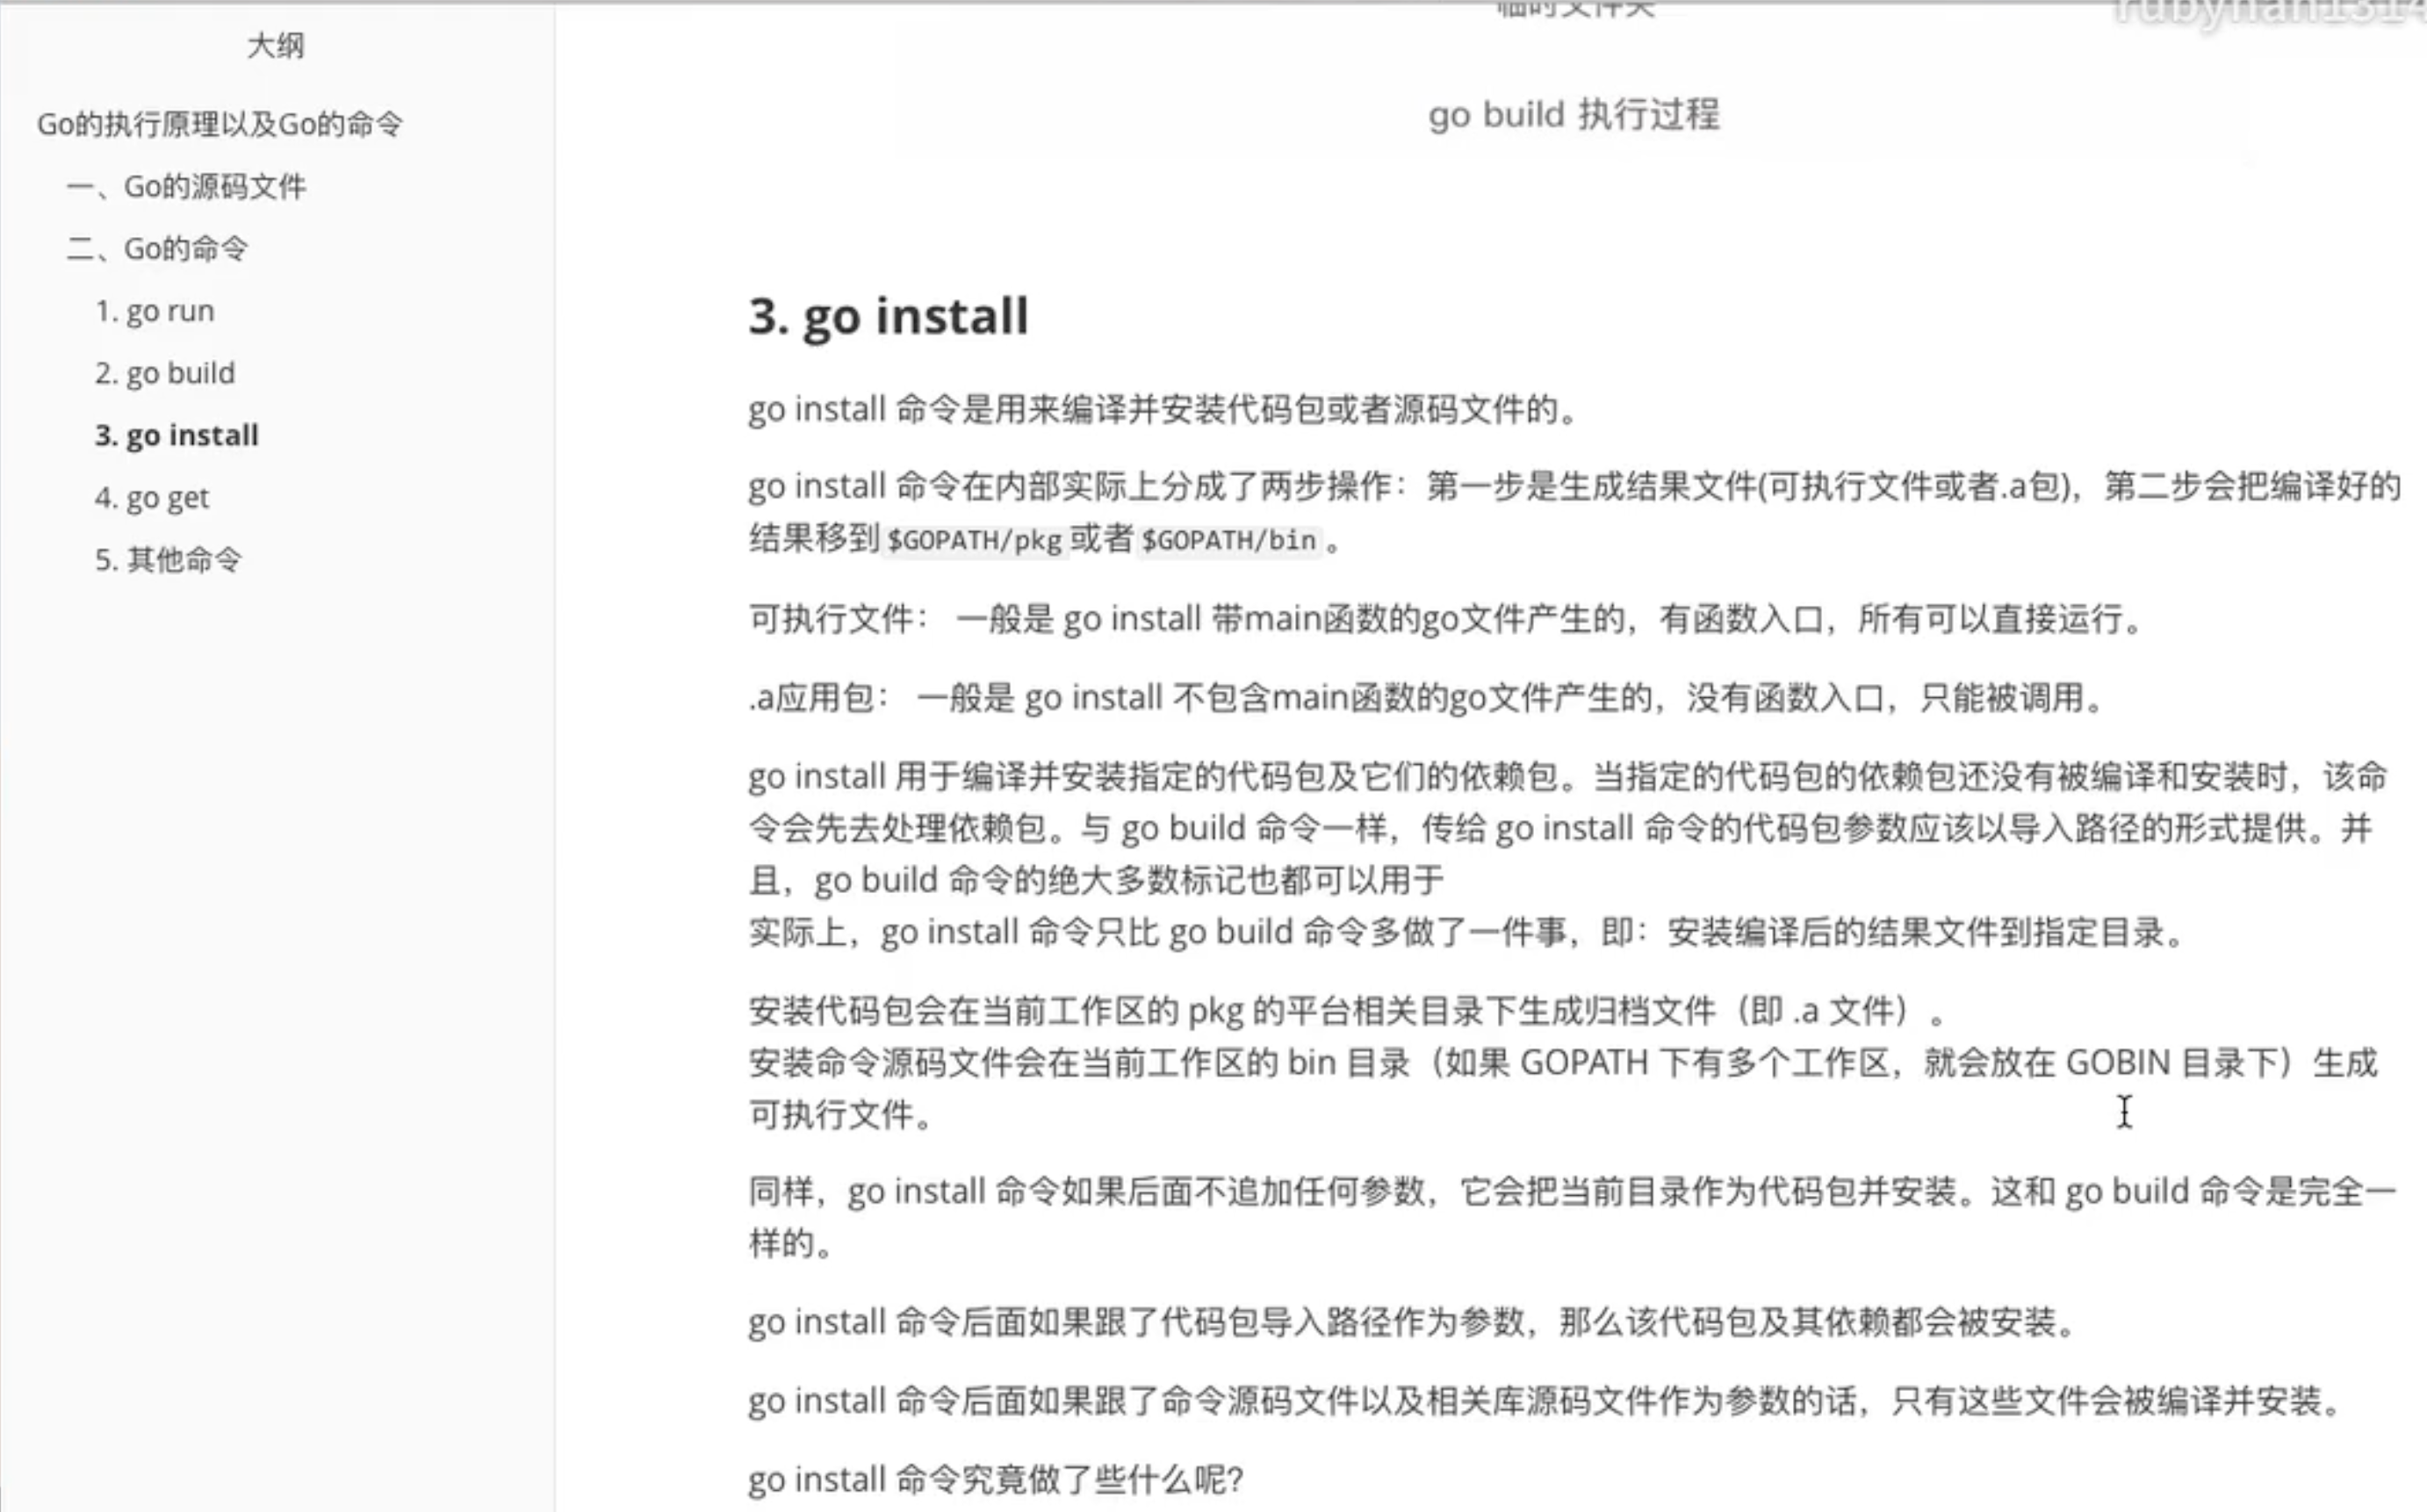 大纲
Go的执行原理以及Go的命令
一、Go的源码文件
二、Go的命令
1. go run
2. go build
3. go install
4. go get
5. 其他命令
临时文件夹
go build 执行过程
3. go install
go install 命令是用来编译并安装代码包或者源码文件的。
go install 命令在内部实际上分成了两步操作：第一步是生成结果文件(可执行文件或者.a包)，第二步会把编译好的
结果移到 $GOPATH/pkg 或者 $GOPATH/bin 。
可执行文件： 一般是 go install 带main函数的go文件产生的，有函数入口，所有可以直接运行。
.a应用包： 一般是 go install 不包含main函数的go文件产生的，没有函数入口，只能被调用。
go install 用于编译并安装指定的代码包及它们的依赖包。当指定的代码包的依赖包还没有被编译和安装时，该命
令会先去处理依赖包。与 go build 命令一样，传给 go install 命令的代码包参数应该以导入路径的形式提供。并
且，go build 命令的绝大多数标记也都可以用于
实际上，go install 命令只比 go build 命令多做了一件事，即：安装编译后的结果文件到指定目录。
安装代码包会在当前工作区的 pkg 的平台相关目录下生成归档文件（即 .a 文件）。
安装命令源码文件会在当前工作区的 bin 目录（如果 GOPATH 下有多个工作区，就会放在 GOBIN 目录下）生成
可执行文件。
同样，go install 命令如果后面不追加任何参数，它会把当前目录作为代码包并安装。这和 go build 命令是完全一
样的。
go install 命令后面如果跟了代码包导入路径作为参数，那么该代码包及其依赖都会被安装。
go install 命令后面如果跟了命令源码文件以及相关库源码文件作为参数的话，只有这些文件会被编译并安装。
go install 命令究竟做了些什么呢?